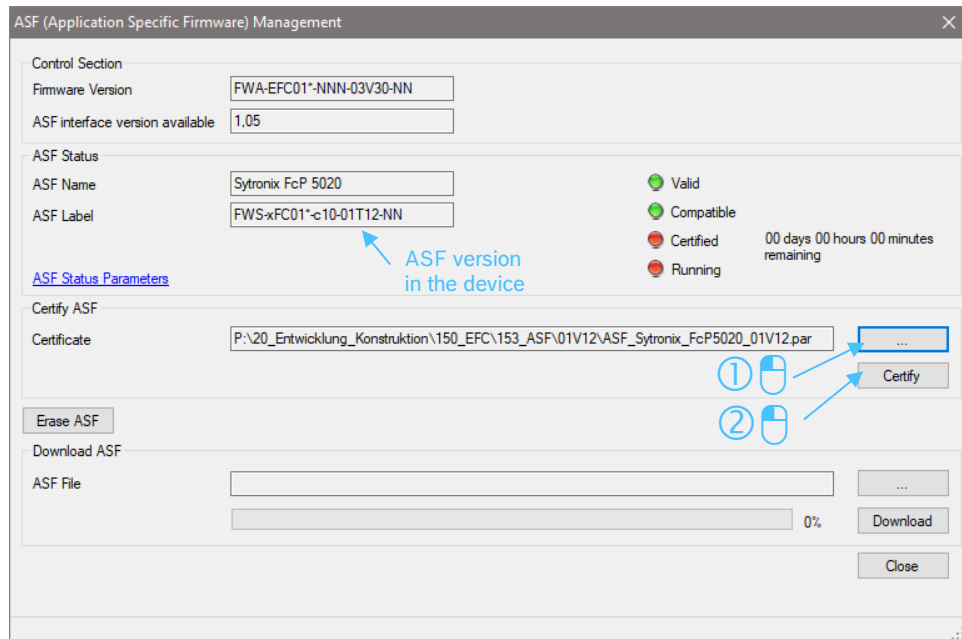 ASF (Application Specific Firmware) Management
Control Section
Firmware Version FWA-EFC01*-NNN-03V30-NN
ASF interface version available 1,05
ASF Status
ASF Name Sytronix FcP 5020
Valid
ASF Label FWS-xFC01*-c10-01T12-NN
Compatible
Certified 00 days 00 hours 00 minutes
remaining
Running
ASF version
in the device
ASF Status Parameters
Certify ASF
Certificate P:\20_Entwicklung_Konstruktion\150_EFC\153_ASF\01V12\ASF_Sytronix_FcP5020_01V12.par ...
① Certify
②
Erase ASF
Download ASF
ASF File ...
0% Download
Close